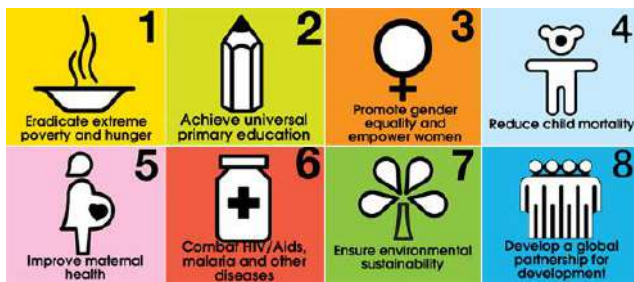 1
Eradicate extreme
poverty and hunger
2
Achieve universal
primary education
3
Promote gender
equality and
empower women
4
Reduce child mortality
5
Improve maternal
health
6
Combat HIV/Aids,
malaria and other
diseases
7
Ensure environmental
sustainability
8
Develop a global
partnership for
development